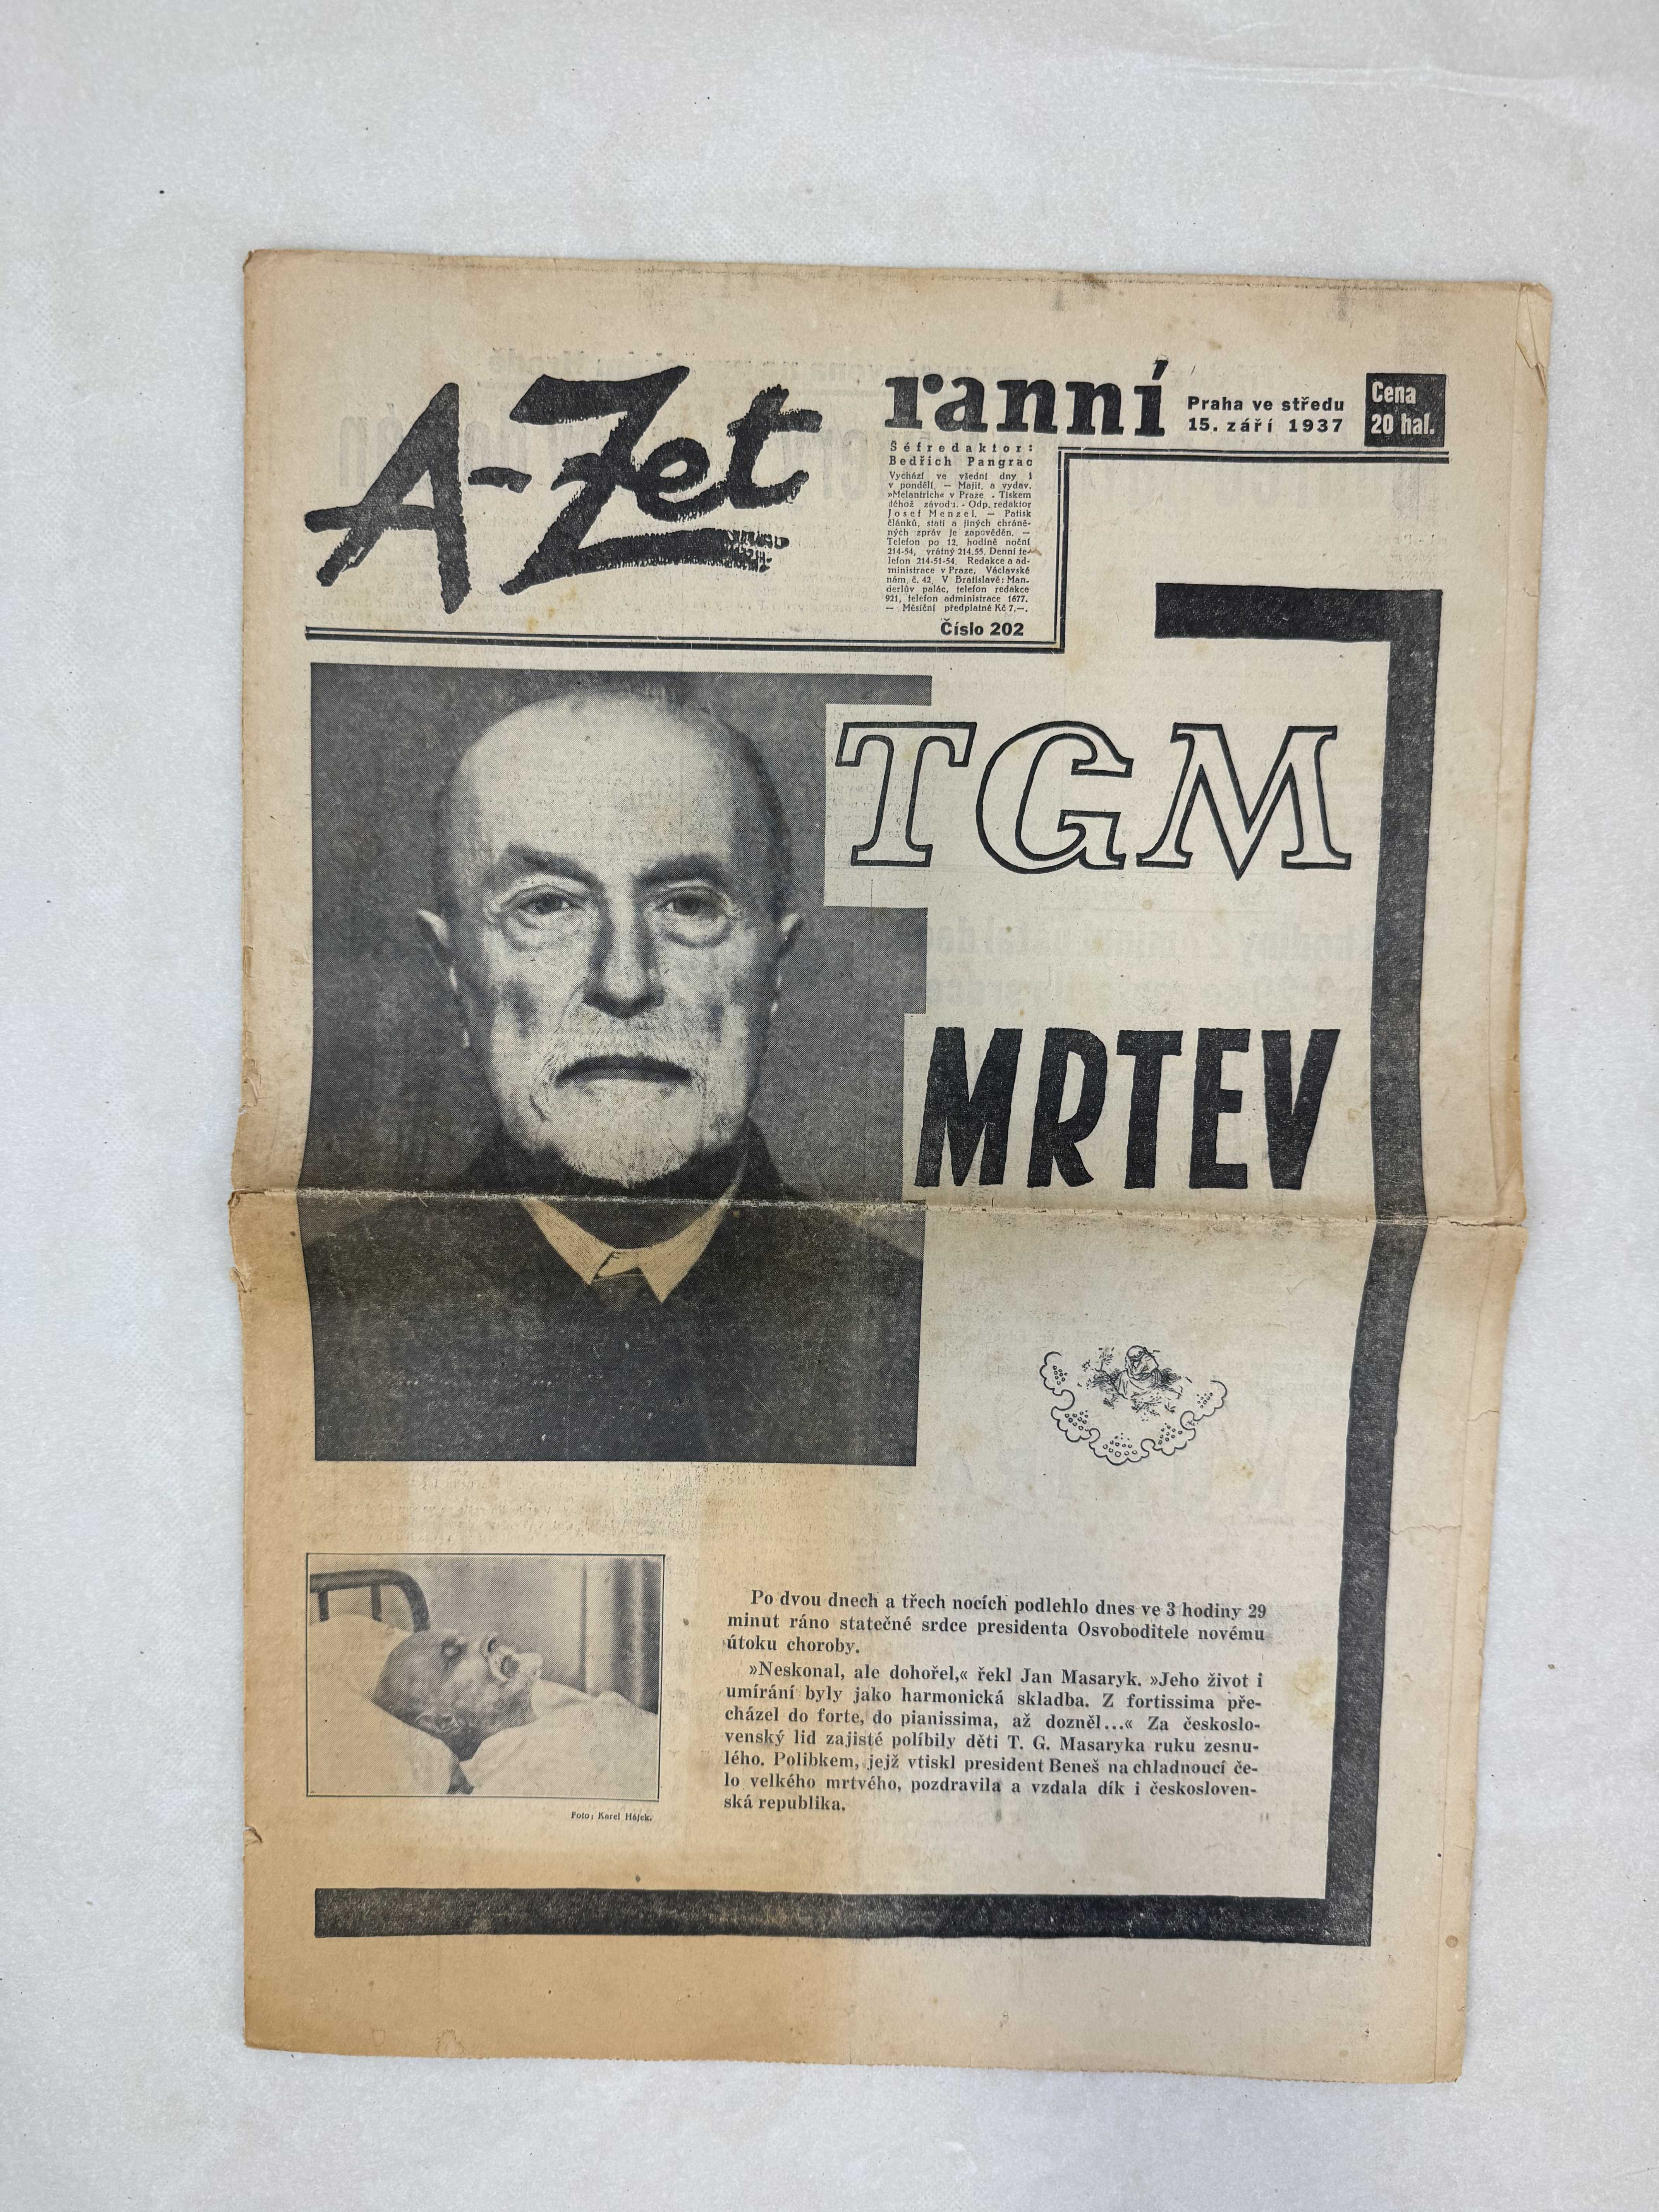 A-Zet
ranní
Praha ve středu
15. září 1937
Cena
20 hal.
Šéfredaktor:
Bedřich Pangrác
Vychází ve všední dny i
v pondělí. — Majit. a vydav.
»Melantrich« v Praze - Tiskem
téhož závodu. - Odp. redaktor
Josef Menzel. — Patisk
článků, statí a jiných chráně-
ných zpráv je zapověděn. —
Telefon po 12. hodině noční
214-54, vrátný 214.55. Denní te-
lefon 214-51-54. Redakce a ad-
ministrace v Praze, Václavské
nám. č. 42. V Bratislavě: Man-
derlův palác, telefon redakce
921, telefon administrace 1677.
— Měsíční předplatné Kč 7.—.
Číslo 202
TGM
MRTEV
Po dvou dnech a třech nocích podlehlo dnes ve 3 hodiny 29
minut ráno statečné srdce presidenta Osvoboditele novému
útoku choroby.
»Neskonal, ale dohořel,« řekl Jan Masaryk. »Jeho život i
umírání byly jako harmonická skladba. Z fortissima pře-
cházel do forte, do pianissima, až dozněl...« Za českoslo-
venský lid zajisté políbily děti T. G. Masaryka ruku zesnu-
lého. Polibkem, jejž vtiskl president Beneš na chladnoucí če-
lo velkého mrtvého, pozdravila a vzdala dík i českosloven-
ská republika.
Foto: Karel Hájek.